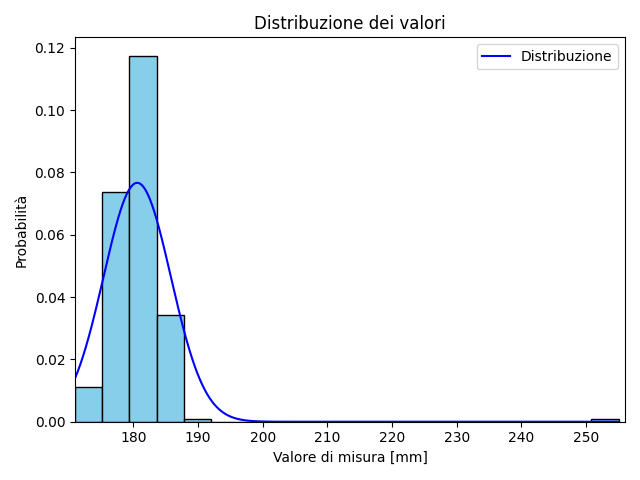 Distribuzione dei valori
Distribuzione
0.12
0.10
0.08
0.06
0.04
0.02
0.00
Probabilità
180 190 200 210 220 230 240 250
Valore di misura [mm]